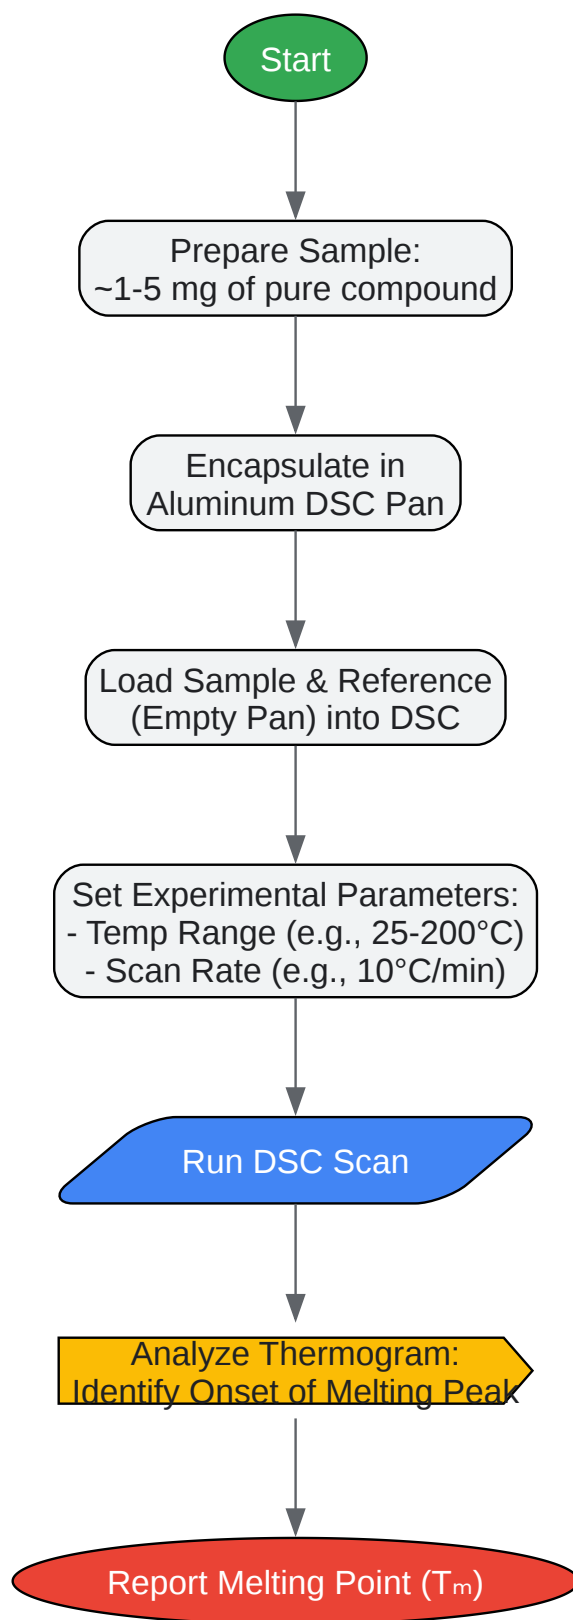 Start
Prepare Sample:
~1-5 mg of pure compound
Encapsulate in
Aluminum DSC Pan
Load Sample & Reference
(Empty Pan) into DSC
Set Experimental Parameters:
- Temp Range (e.g., 25-200°C)
- Scan Rate (e.g., 10°C/min)
Run DSC Scan
Analyze Thermogram:
Identify Onset of Melting Peak
Report Melting Point (Tₘ)